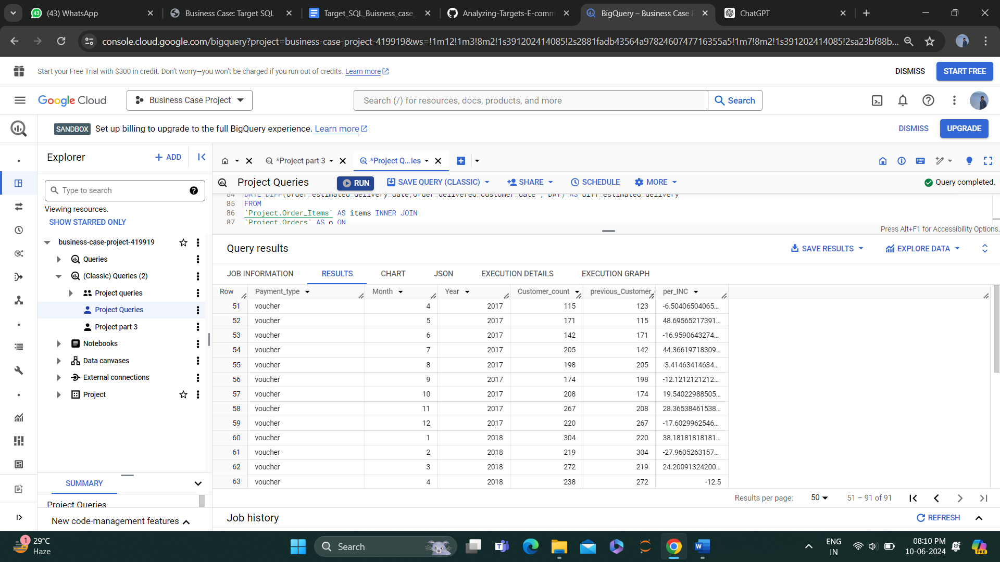 (43) WhatsApp
Business Case: Target SQL
Target_SQL_Buisness_case_
Analyzing-Targets-E-comm
BigQuery – Business Case P
ChatGPT
console.cloud.google.com/bigquery?project=business-case-project-419919&ws=!1m12!1m3!8m2!1s391202414085!2s2881fadb43564a9782460747716355a5!1m7!8m2!1s391202414085!2sa23bf88b...
Start your Free Trial with $300 in credit. Don't worry—you won't be charged if you run out of credits. Learn more
DISMISS
START FREE
Google Cloud
Business Case Project
Search (/) for resources, docs, products, and more
Search
SANDBOX Set up billing to upgrade to the full BigQuery experience. Learn more
DISMISS
UPGRADE
Explorer
+ ADD
*Project part 3
*Project Q...ies
Type to search
Project Queries
RUN
SAVE QUERY (CLASSIC)
SHARE
SCHEDULE
MORE
Query completed.
Viewing resources.
SHOW STARRED ONLY
84 DATE_DIFF(order_estimated_delivery_date,order_delivered_customer_date , DAY) AS diff_estimated_delivery
85 FROM
86 `Project.Order_Items` AS items INNER JOIN
87 `Project.Orders` AS o ON
Press Alt+F1 for Accessibility Options.
business-case-project-419919
Queries
(Classic) Queries (2)
Project queries
Project Queries
Project part 3
Notebooks
Data canvases
External connections
Project
SUMMARY
Project Queries
New code-management features
Query results
SAVE RESULTS
EXPLORE DATA
JOB INFORMATION
RESULTS
CHART
JSON
EXECUTION DETAILS
EXECUTION GRAPH
Row Payment_type Month Year Customer_count previous_Customer_ per_INC
51 voucher 4 2017 115 123 -6.50406504065...
52 voucher 5 2017 171 115 48.69565217391...
53 voucher 6 2017 142 171 -16.9590643274...
54 voucher 7 2017 205 142 44.36619718309...
55 voucher 8 2017 198 205 -3.41463414634...
56 voucher 9 2017 174 198 -12.1212121212...
57 voucher 10 2017 208 174 19.54022988505...
58 voucher 11 2017 267 208 28.36538461538...
59 voucher 12 2017 220 267 -17.6029962546...
60 voucher 1 2018 304 220 38.18181818181...
61 voucher 2 2018 219 304 -27.9605263157...
62 voucher 3 2018 272 219 24.20091324200...
63 voucher 4 2018 238 272 -12.5
Results per page: 50 51 – 91 of 91
Job history
REFRESH
1
29°C
Haze
Search
ENG
IN
08:10 PM
10-06-2024
PRE